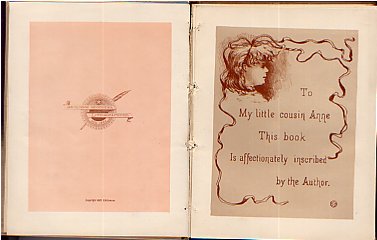 To
My little cousin Anne
This book
Is affectionately inscribed
by the Author.